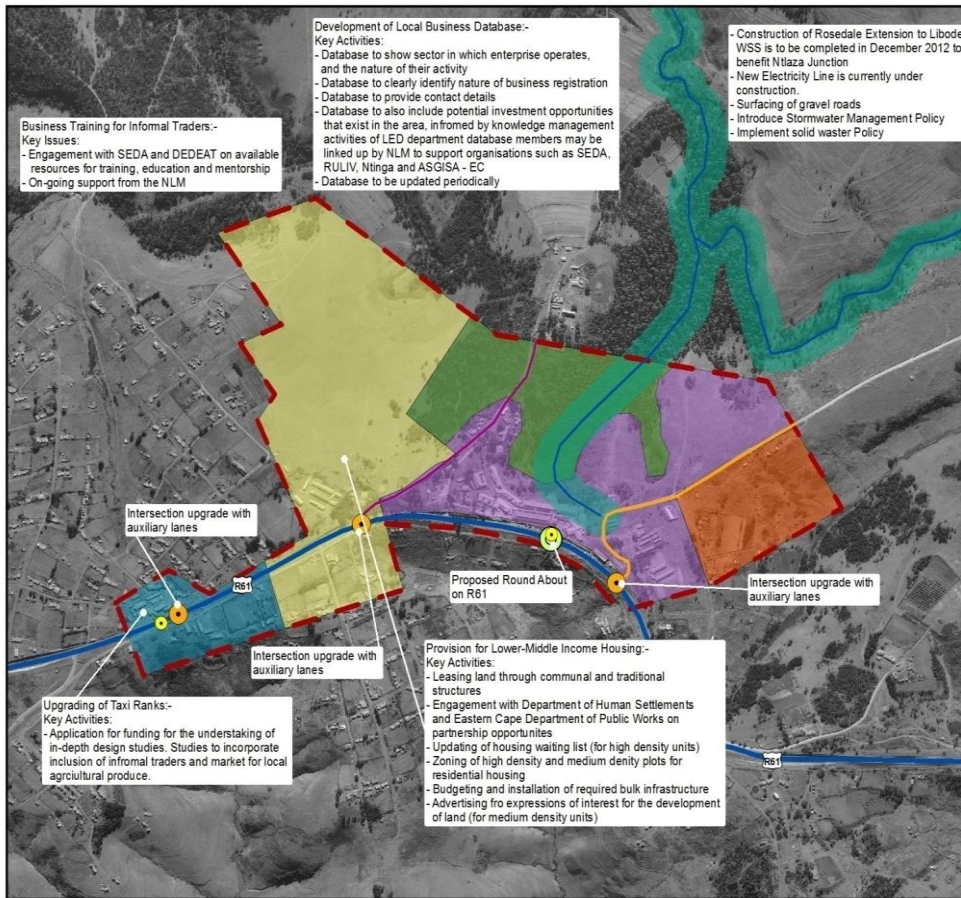 Development of Local Business Database:-
Key Activities:
- Database to show sector in which enterprise operates,
and the nature of their activity
- Database to clearly identify nature of business registration
- Database to provide contact details
- Database to also include potential investment opportunities
that exist in the area, infromed by knowledge management
activities of LED department database members may be
linked up by NLM to support organisations such as SEDA,
RULIV, Ntinga and ASGISA - EC
- Database to be updated periodically
- Construction of Rosedale Extension to Libode
WSS is to be completed in December 2012 to
benefit Ntlaza Junction
- New Electricity Line is currently under
construction.
- Surfacing of gravel roads
- Introduce Stormwater Management Policy
- Implement solid waster Policy
Business Training for Informal Traders:-
Key Issues:
- Engagement with SEDA and DEDEAT on available
resources for training, education and mentorship
- On-going support from the NLM
Intersection upgrade with
auxiliary lanes
R61
Proposed Round About
on R61
Intersection upgrade with
auxiliary lanes
Intersection upgrade with
auxiliary lanes
Upgrading of Taxi Ranks:-
Key Activities:
- Application for funding for the understaking of
in-depth design studies. Studies to incorporate
inclusion of infromal traders and market for local
agrciultural produce.
Provision for Lower-Middle Income Housing:-
Key Activities:
- Leasing land through communal and traditional
structures
- Engagement with Department of Human Settlements
and Eastern Cape Department of Public Works on
partnership opportunites
- Updating of housing waiting list (for high density units)
- Zoning of high density and medium denity plots for
residential housing
- Budgeting and installation of required bulk infrastructure
- Advertising fro expressions of interest for the development
of land (for medium density units)
R61